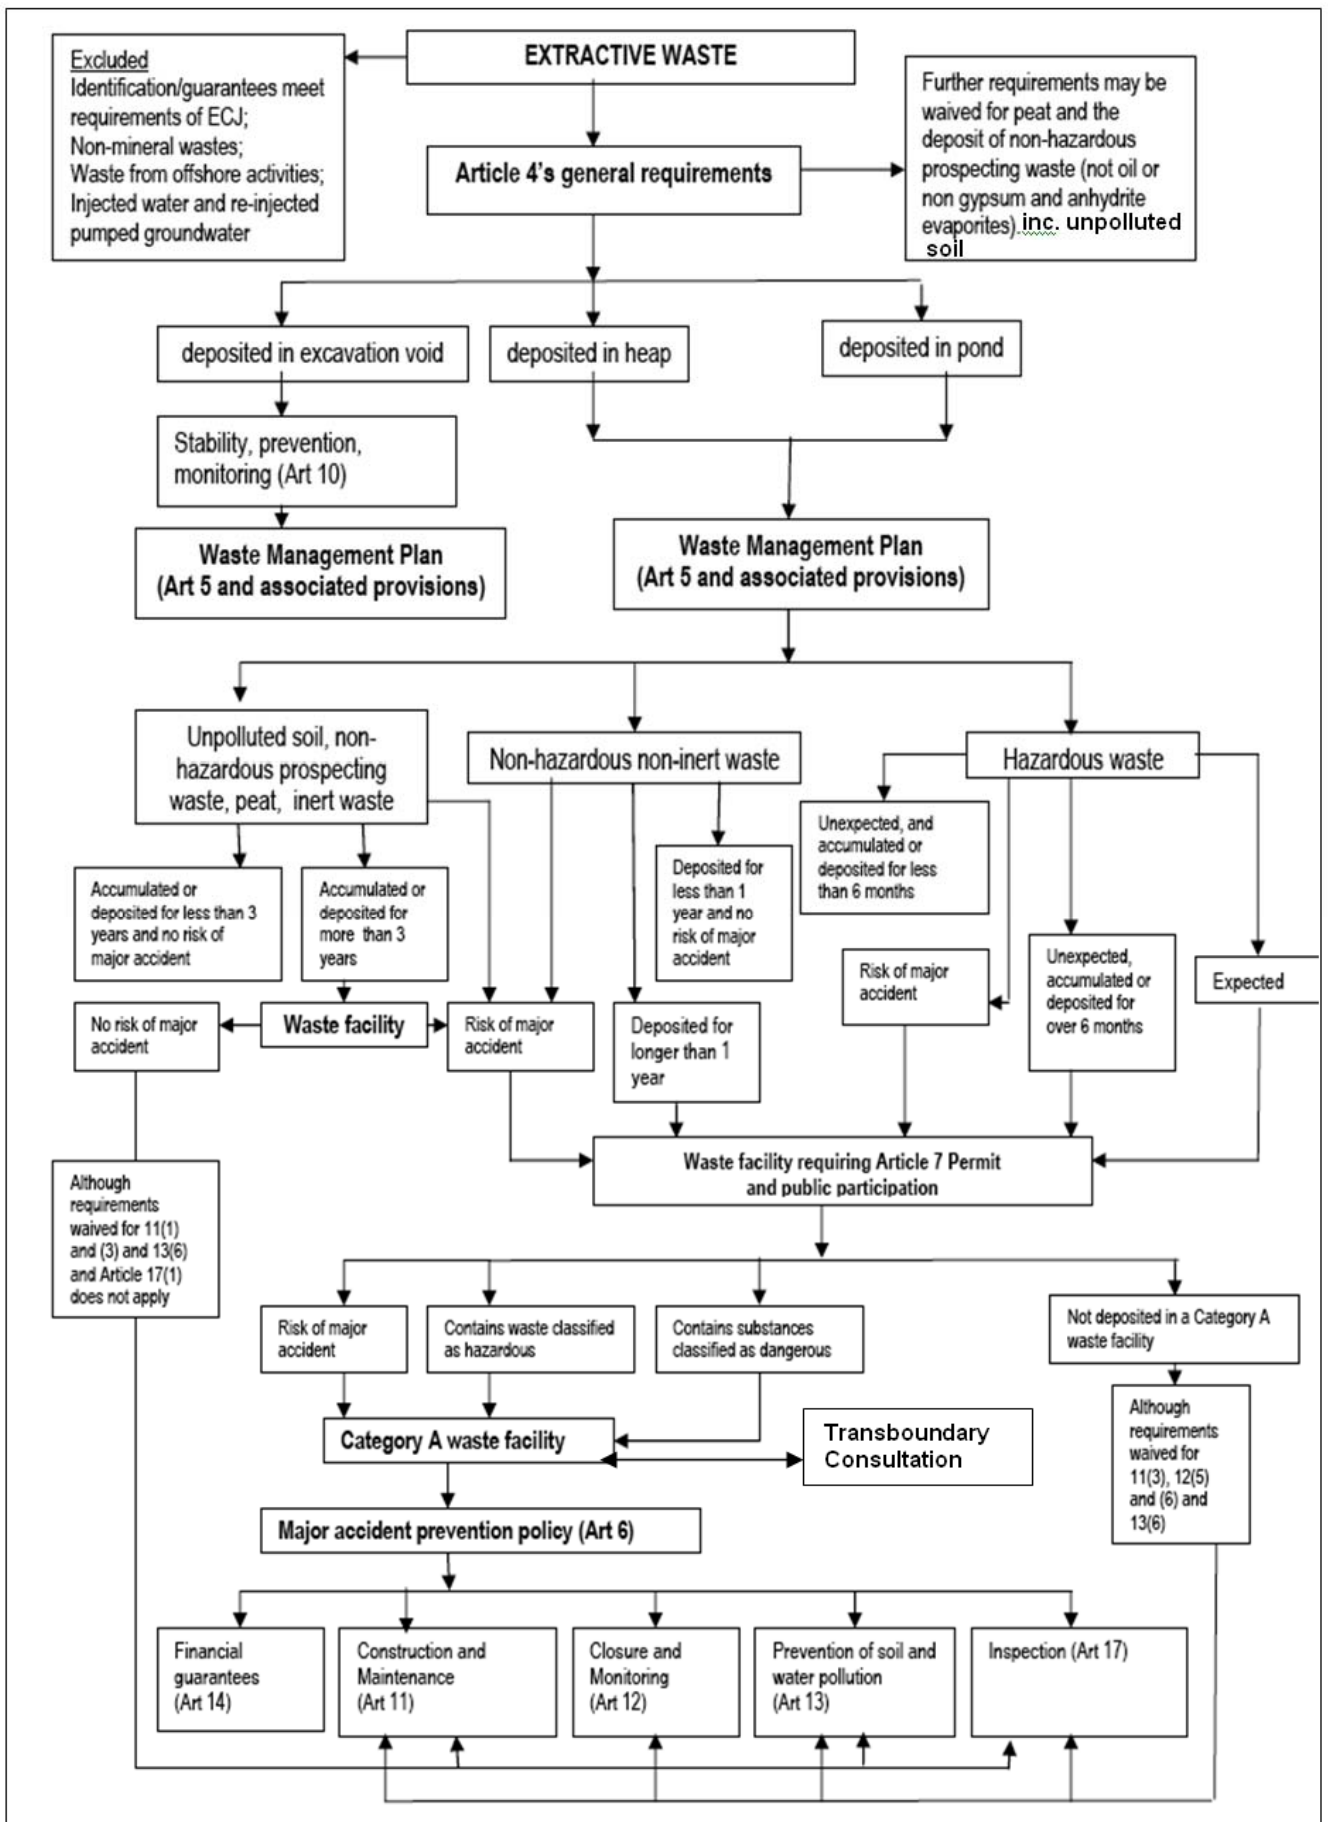 EXTRACTIVE WASTE
Excluded
Identification/guarantees meet
requirements of ECJ;
Non-mineral wastes;
Waste from offshore activities;
Injected water and re-injected
pumped groundwater
Further requirements may be
waived for peat and the
deposit of non-hazardous
prospecting waste (not oil or
non gypsum and anhydrite
evaporites).inc. unpolluted
soil
Article 4's general requirements
deposited in excavation void
deposited in heap
deposited in pond
Stability, prevention,
monitoring (Art 10)
Waste Management Plan
(Art 5 and associated provisions)
Waste Management Plan
(Art 5 and associated provisions)
Unpolluted soil, non-
hazardous prospecting
waste, peat, inert waste
Non-hazardous non-inert waste
Hazardous waste
Unexpected, and
accumulated or
deposited for less
than 6 months
Deposited for
less than 1
year and no
risk of major
accident
Accumulated or
deposited for less than 3
years and no risk of
major accident
Accumulated or
deposited for
more than 3
years
Risk of major
accident
Unexpected,
accumulated or
deposited for
over 6 months
Expected
No risk of major
accident
Waste facility
Risk of major
accident
Deposited for
longer than 1
year
Waste facility requiring Article 7 Permit
and public participation
Although
requirements
waived for 11(1)
and (3) and 13(6)
and Article 17(1)
does not apply
Risk of major
accident
Contains waste classified
as hazardous
Contains substances
classified as dangerous
Not deposited in a Category A
waste facility
Although
requirements
waived for
11(3), 12(5)
and (6) and
13(6)
Category A waste facility
Transboundary
Consultation
Major accident prevention policy (Art 6)
Financial
guarantees
(Art 14)
Construction and
Maintenance
(Art 11)
Closure and
Monitoring
(Art 12)
Prevention of soil and
water pollution
(Art 13)
Inspection (Art 17)